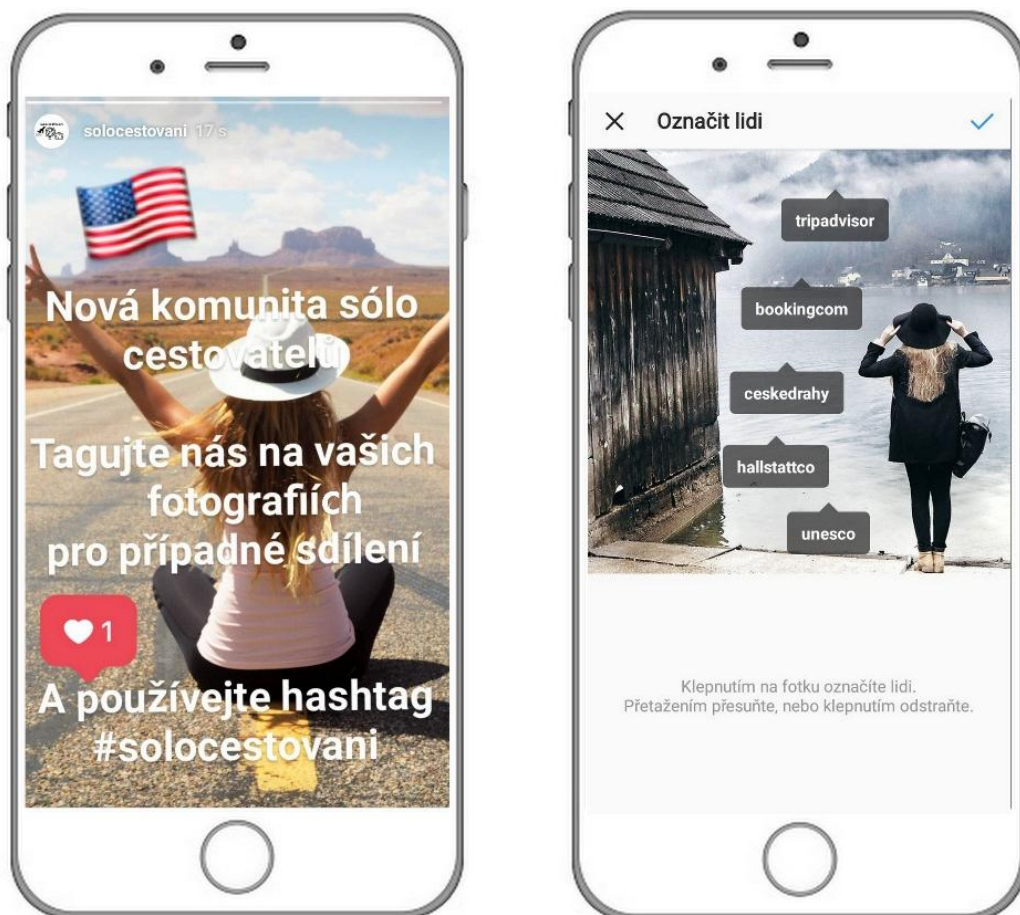 solocestovani 17 s
Nová komunita sólo
cestovatelů
Tagujte nás na vašich
fotografiích
pro případné sdílení
1
A používejte hashtag
#solocestovani
Označit lidi
tripadvisor
bookingcom
ceskedrahy
hallstattco
unesco
Klepnutím na fotku označíte lidi.
Přetažením přesuňte, nebo klepnutím odstraňte.